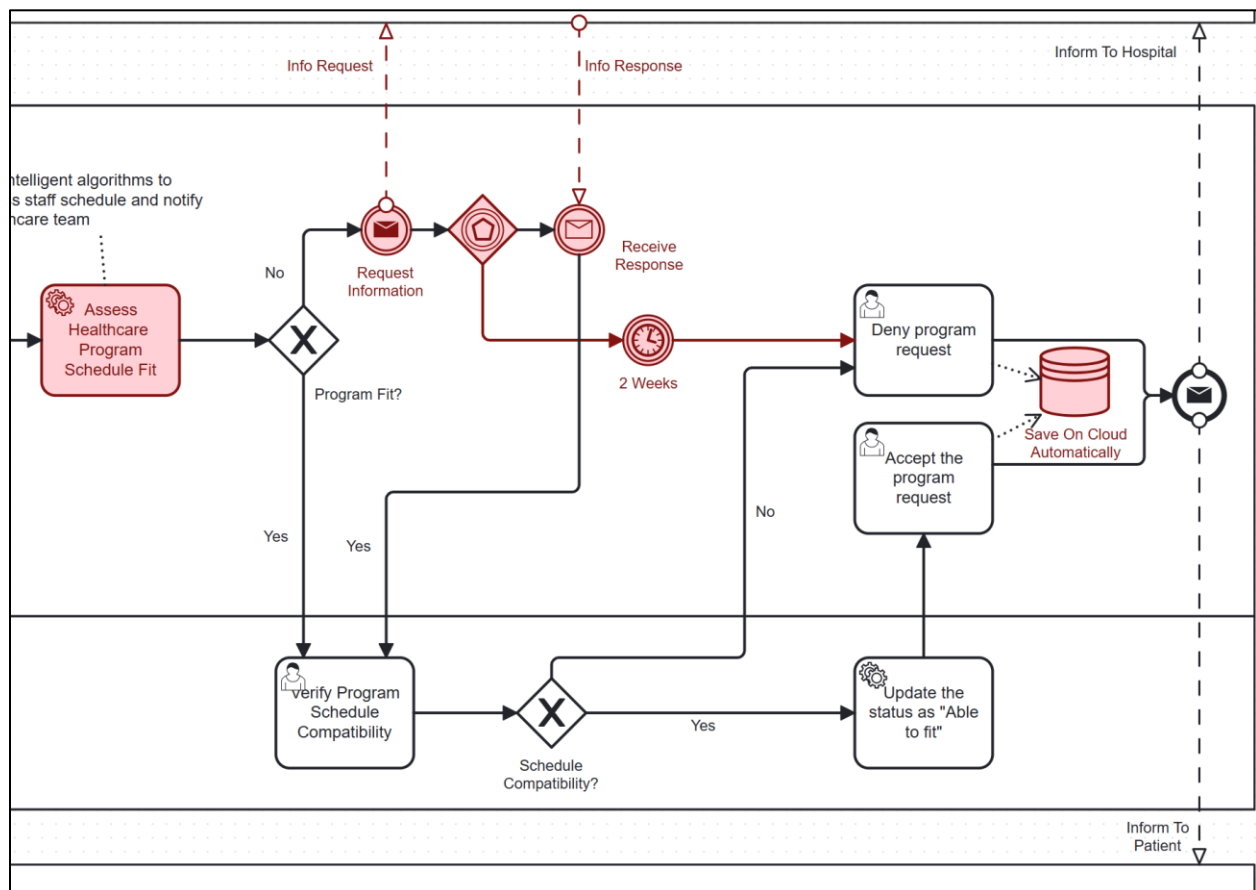 Info Request
Info Response
Inform To Hospital
ntelligent algorithms to
s staff schedule and notify
ncare team
No
Request
Information
Receive
Response
Assess
Healthcare
Program
Schedule Fit
Program Fit?
2 Weeks
Deny program
request
Save On Cloud
Automatically
Accept the
program
request
No
Yes
Yes
Verify Program
Schedule
Compatibility
Yes
Schedule
Compatibility?
Update the
status as "Able
to fit"
Inform To
Patient